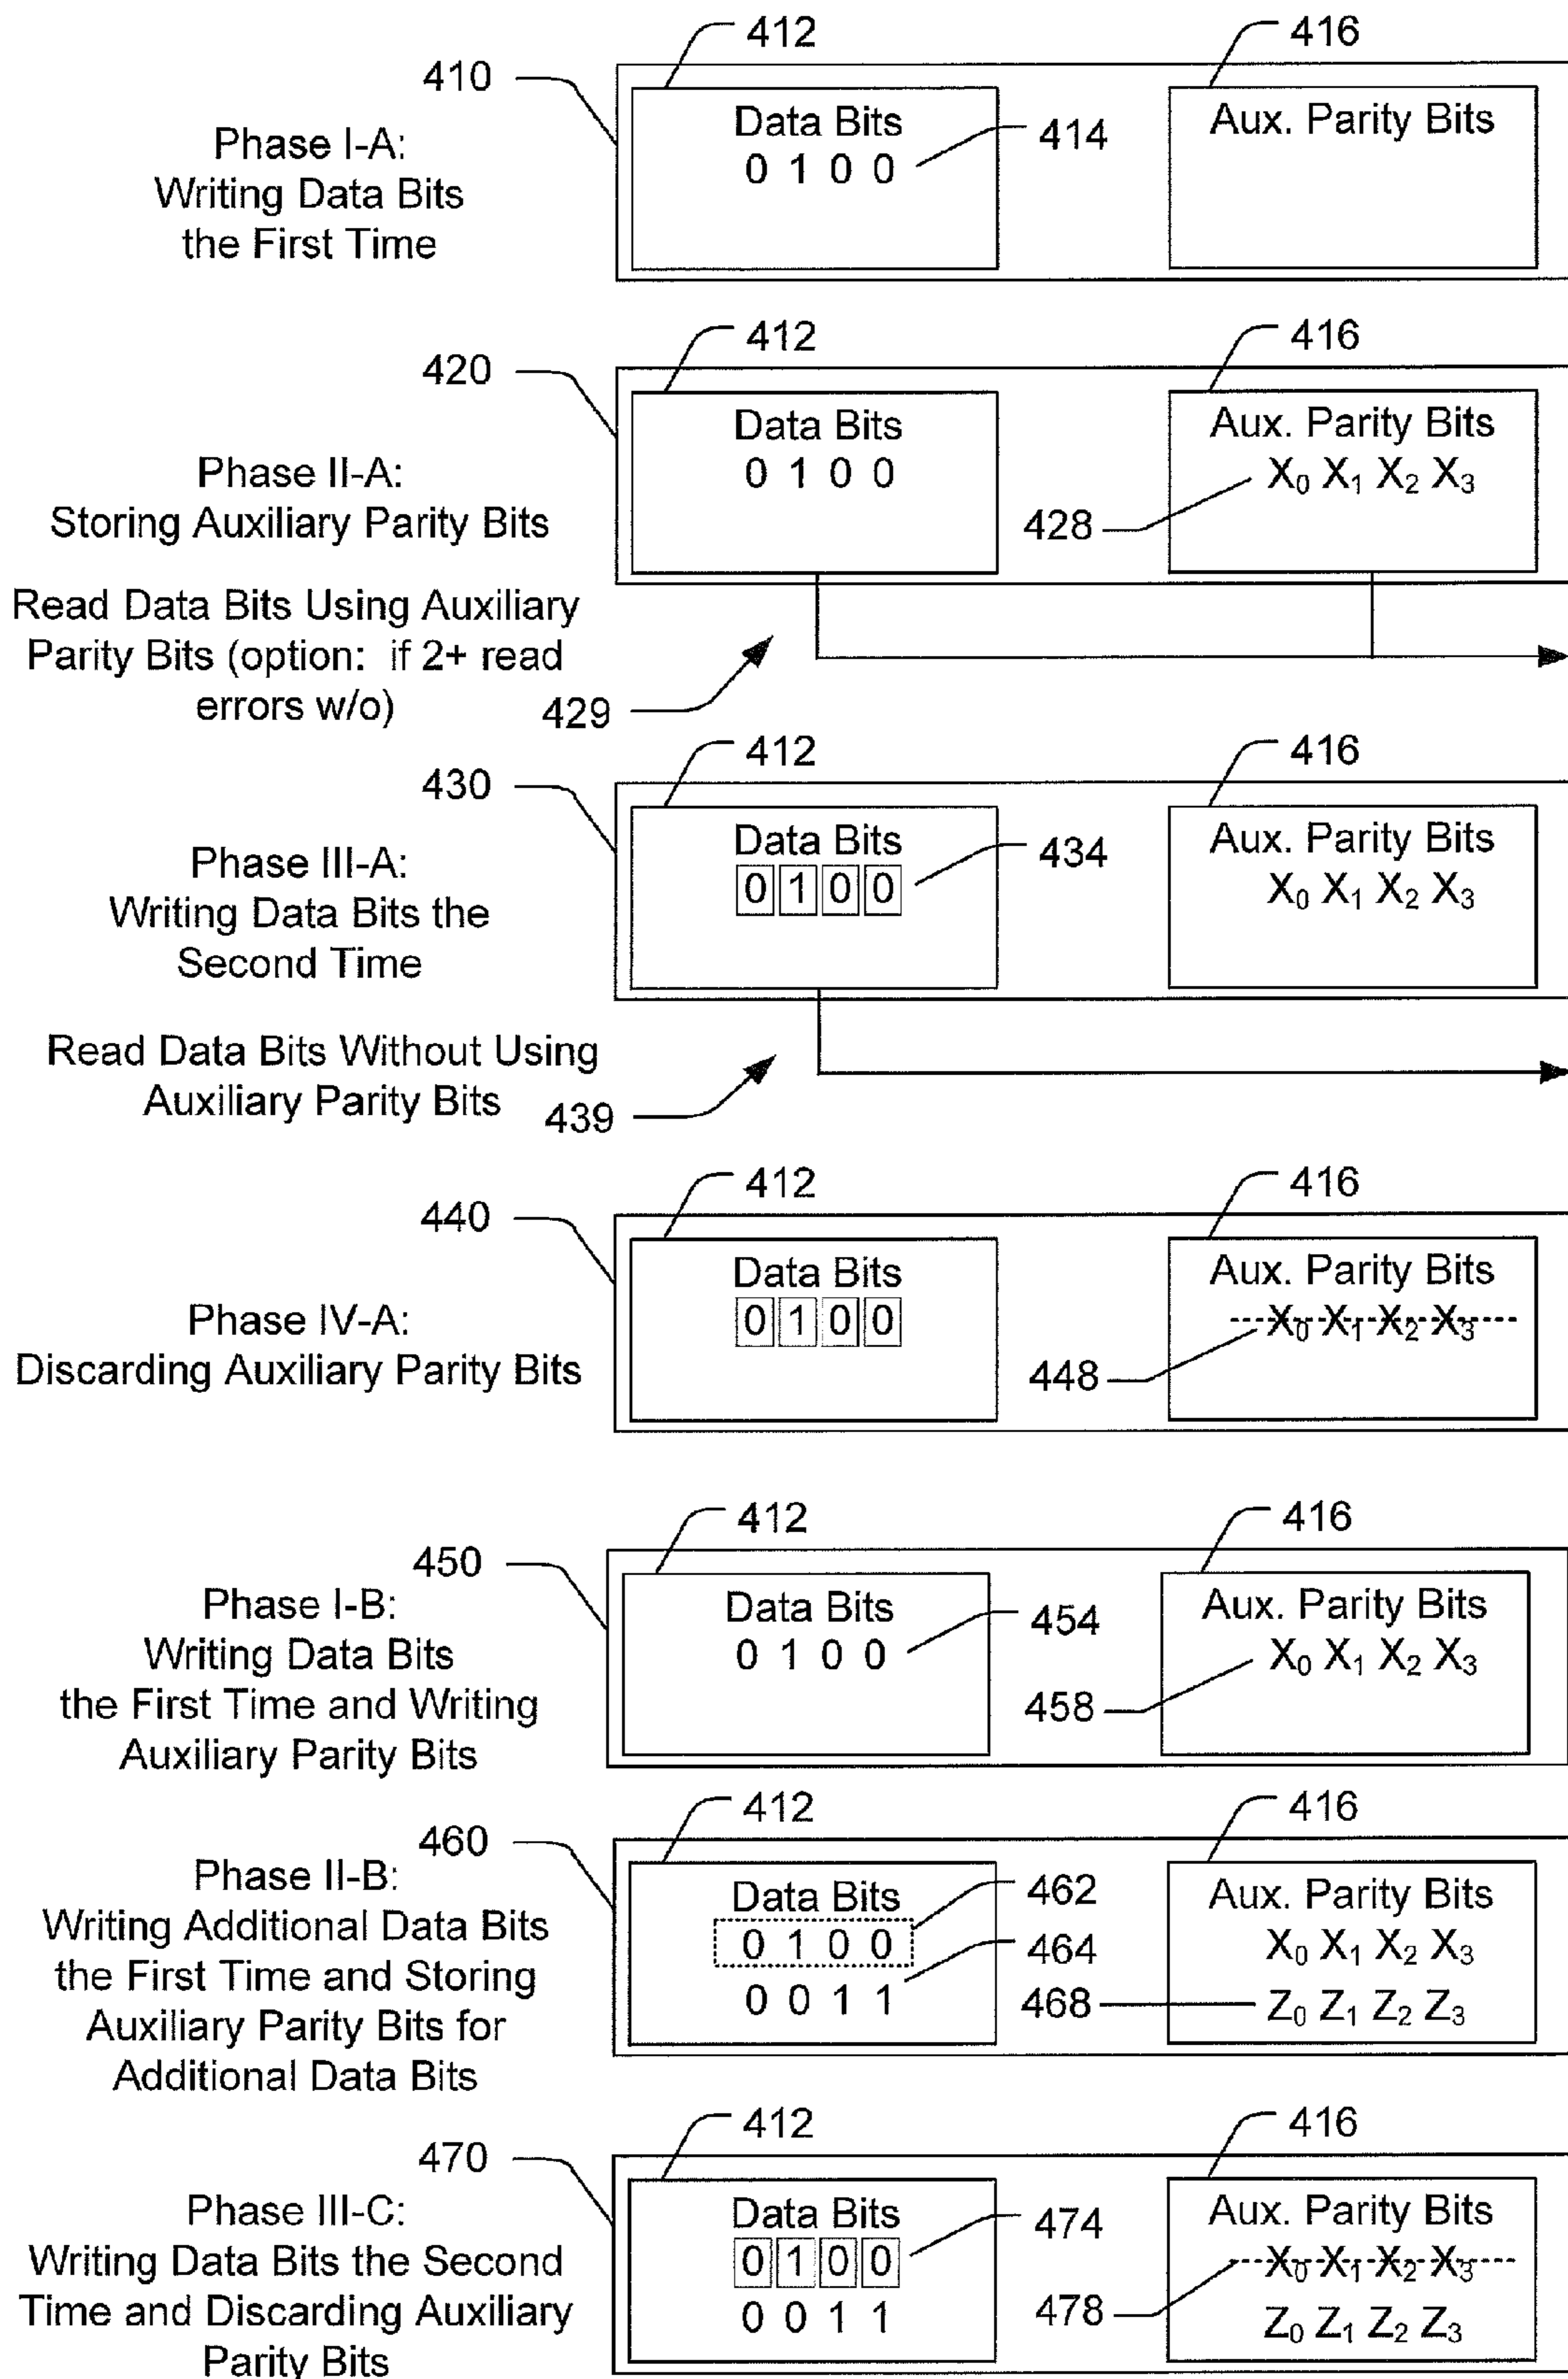 412
416
410
Data Bits
Aux. Parity Bits
Phase I-A:
0 1 0 0
414
Writing Data Bits
the First Time
412
416
420
Data Bits
Aux. Parity Bits
0 1 0 0
X₀ X₁ X₂ X₃
Phase II-A:
Storing Auxiliary Parity Bits
428
Read Data Bits Using Auxiliary
Parity Bits (option: if 2+ read
errors w/o)
429
412
416
430
Data Bits
434
Aux. Parity Bits
Phase III-A:
0 1 0 0
X₀ X₁ X₂ X₃
Writing Data Bits the
Second Time
Read Data Bits Without Using
Auxiliary Parity Bits
439
412
416
440
Data Bits
Aux. Parity Bits
Phase IV-A:
0 1 0 0
X₀ X₁ X₂ X₃
Discarding Auxiliary Parity Bits
448
412
416
450
Phase I-B:
Data Bits
454
Aux. Parity Bits
Writing Data Bits
0 1 0 0
X₀ X₁ X₂ X₃
the First Time and Writing
458
Auxiliary Parity Bits
412
416
460
Phase II-B:
Data Bits
462
Aux. Parity Bits
Writing Additional Data Bits
0 1 0 0
464
X₀ X₁ X₂ X₃
the First Time and Storing
0 0 1 1
468
Z₀ Z₁ Z₂ Z₃
Auxiliary Parity Bits for
Additional Data Bits
412
416
470
Phase III-C:
Data Bits
474
Aux. Parity Bits
Writing Data Bits the Second
0 1 0 0
X₀ X₁ X₂ X₃
Time and Discarding Auxiliary
0 0 1 1
478
Z₀ Z₁ Z₂ Z₃
Parity Bits